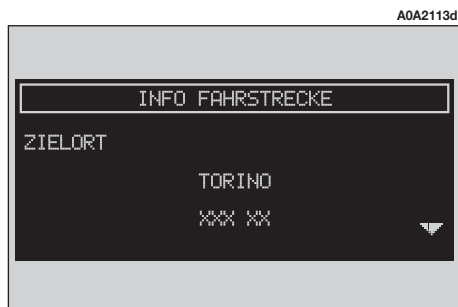 A0A2113d
INFO FAHRSTRECKE
ZIELORT
TORINO
XXX XX